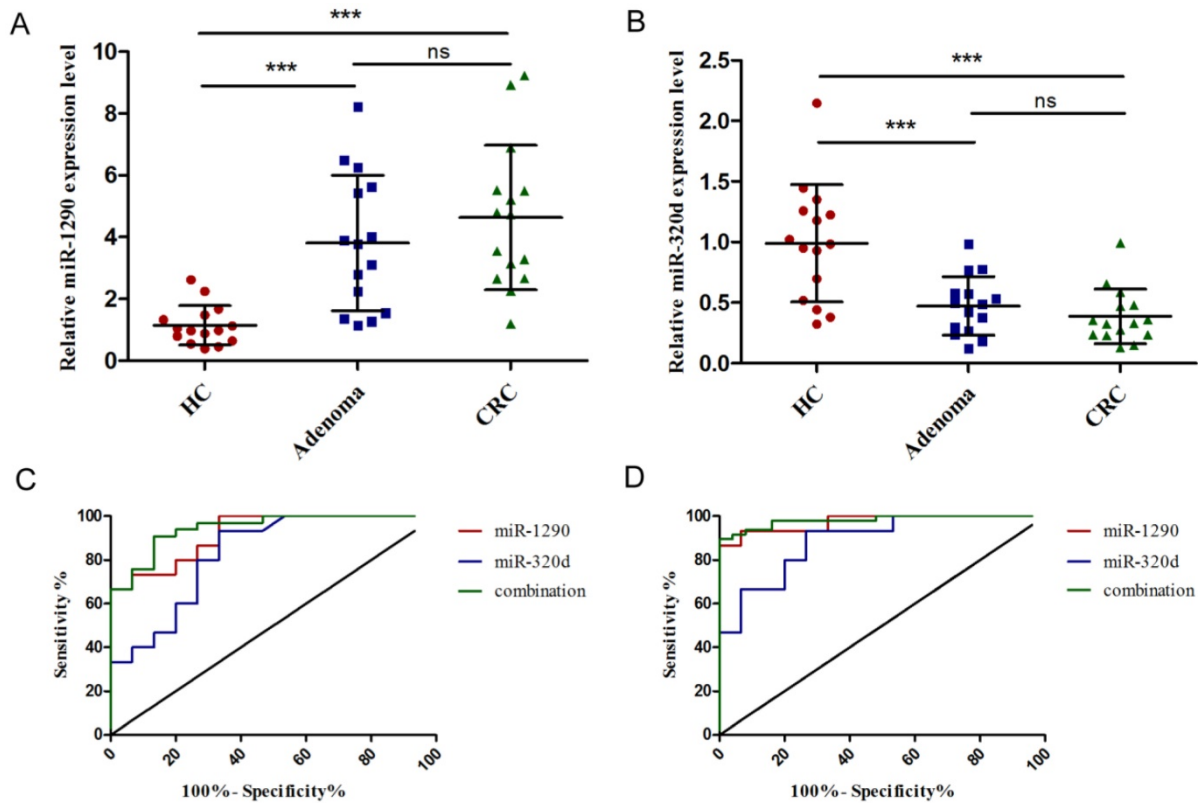 A
Relative miR-1290 expression level
10
8
6
4
2
0
***
***
ns
HC
Adenoma
CRC
B
Relative miR-320d expression level
2.5
2.0
1.5
1.0
0.5
0.0
***
***
ns
HC
Adenoma
CRC
C
Sensitivity%
100
80
60
40
20
0
0 20 40 60 80 100
100%- Specificity%
miR-1290
miR-320d
combination
D
Sensitivity%
100
80
60
40
20
0
0 20 40 60 80 100
100%- Specificity%
miR-1290
miR-320d
combination